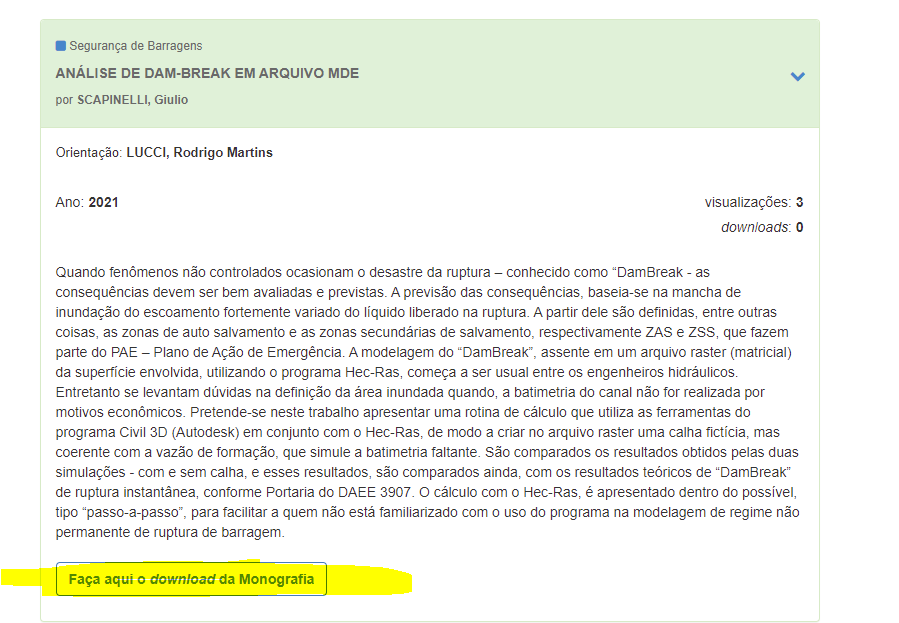 Segurança de Barragens
ANÁLISE DE DAM-BREAK EM ARQUIVO MDE
por SCAPINELLI, Giulio
Orientação: LUCCI, Rodrigo Martins
Ano: 2021
visualizações: 3
downloads: 0
Quando fenômenos não controlados ocasionam o desastre da ruptura – conhecido como “DamBreak - as
consequências devem ser bem avaliadas e previstas. A previsão das consequências, baseia-se na mancha de
inundação do escoamento fortemente variado do líquido liberado na ruptura. A partir dele são definidas, entre outras
coisas, as zonas de auto salvamento e as zonas secundárias de salvamento, respectivamente ZAS e ZSS, que fazem
parte do PAE – Plano de Ação de Emergência. A modelagem do “DamBreak”, assente em um arquivo raster (matricial)
da superfície envolvida, utilizando o programa Hec-Ras, começa a ser usual entre os engenheiros hidráulicos.
Entretanto se levantam dúvidas na definição da área inundada quando, a batimetria do canal não for realizada por
motivos econômicos. Pretende-se neste trabalho apresentar uma rotina de cálculo que utiliza as ferramentas do
programa Civil 3D (Autodesk) em conjunto com o Hec-Ras, de modo a criar no arquivo raster uma calha fictícia, mas
coerente com a vazão de formação, que simule a batimetria faltante. São comparados os resultados obtidos pelas duas
simulações - com e sem calha, e esses resultados, são comparados ainda, com os resultados teóricos de “DamBreak”
de ruptura instantânea, conforme Portaria do DAEE 3907. O cálculo com o Hec-Ras, é apresentado dentro do possível,
tipo “passo-a-passo”, para facilitar a quem não está familiarizado com o uso do programa na modelagem de regime não
permanente de ruptura de barragem.
Faça aqui o download da Monografia